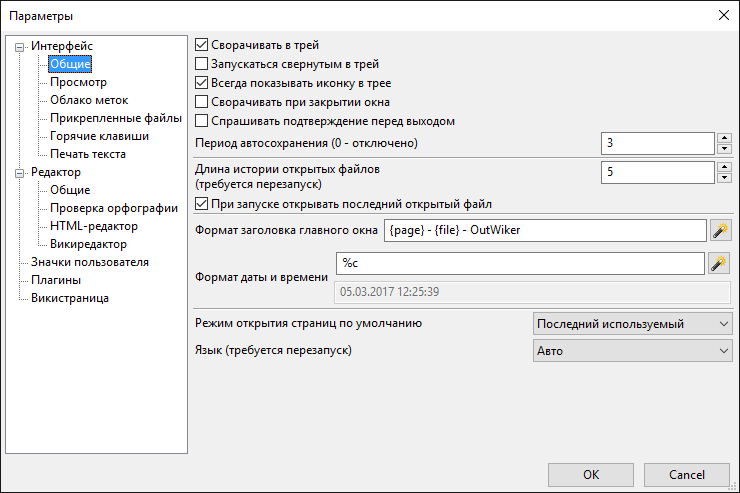 Параметры
Интерфейс
Общие
Просмотр
Облако меток
Прикрепленные файлы
Горячие клавиши
Печать текста
Редактор
Общие
Проверка орфографии
HTML-редактор
Викиредактор
Значки пользователя
Плагины
Викистраница
Сворачивать в трей
Запускаться свернутым в трей
Всегда показывать иконку в трее
Сворачивать при закрытии окна
Спрашивать подтверждение перед выходом
Период автосохранения (0 - отключено) 3
Длина истории открытых файлов
(требуется перезапуск) 5
При запуске открывать последний открытый файл
Формат заголовка главного окна {page} - {file} - OutWiker
Формат даты и времени %c
05.03.2017 12:25:39
Режим открытия страниц по умолчанию Последний используемый
Язык (требуется перезапуск) Авто
OK Cancel